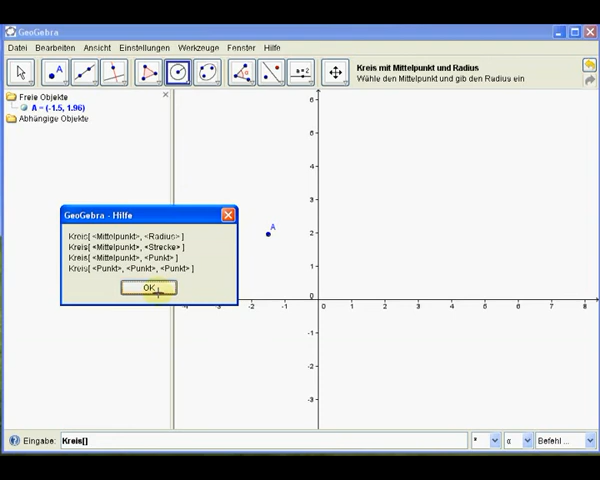 GeoGebra
Datei Bearbeiten Ansicht Einstellungen Werkzeuge Fenster Hilfe
A
a=2
Kreis mit Mittelpunkt und Radius
Wähle den Mittelpunkt und gib den Radius ein
Freie Objekte
A = (-1.5, 1.96)
Abhängige Objekte
6
5
4
3
2
1
0
-1
-2
-3
-4 -2 -1 0 1 2 3 4 5 6 7 8
A
GeoGebra - Hilfe
Kreis[ <Mittelpunkt>, <Radius> ]
Kreis[ <Mittelpunkt>, <Strecke> ]
Kreis[ <Mittelpunkt>, <Punkt> ]
Kreis[ <Punkt>, <Punkt>, <Punkt> ]
OK
Eingabe: Kreis[] α Befehl ...